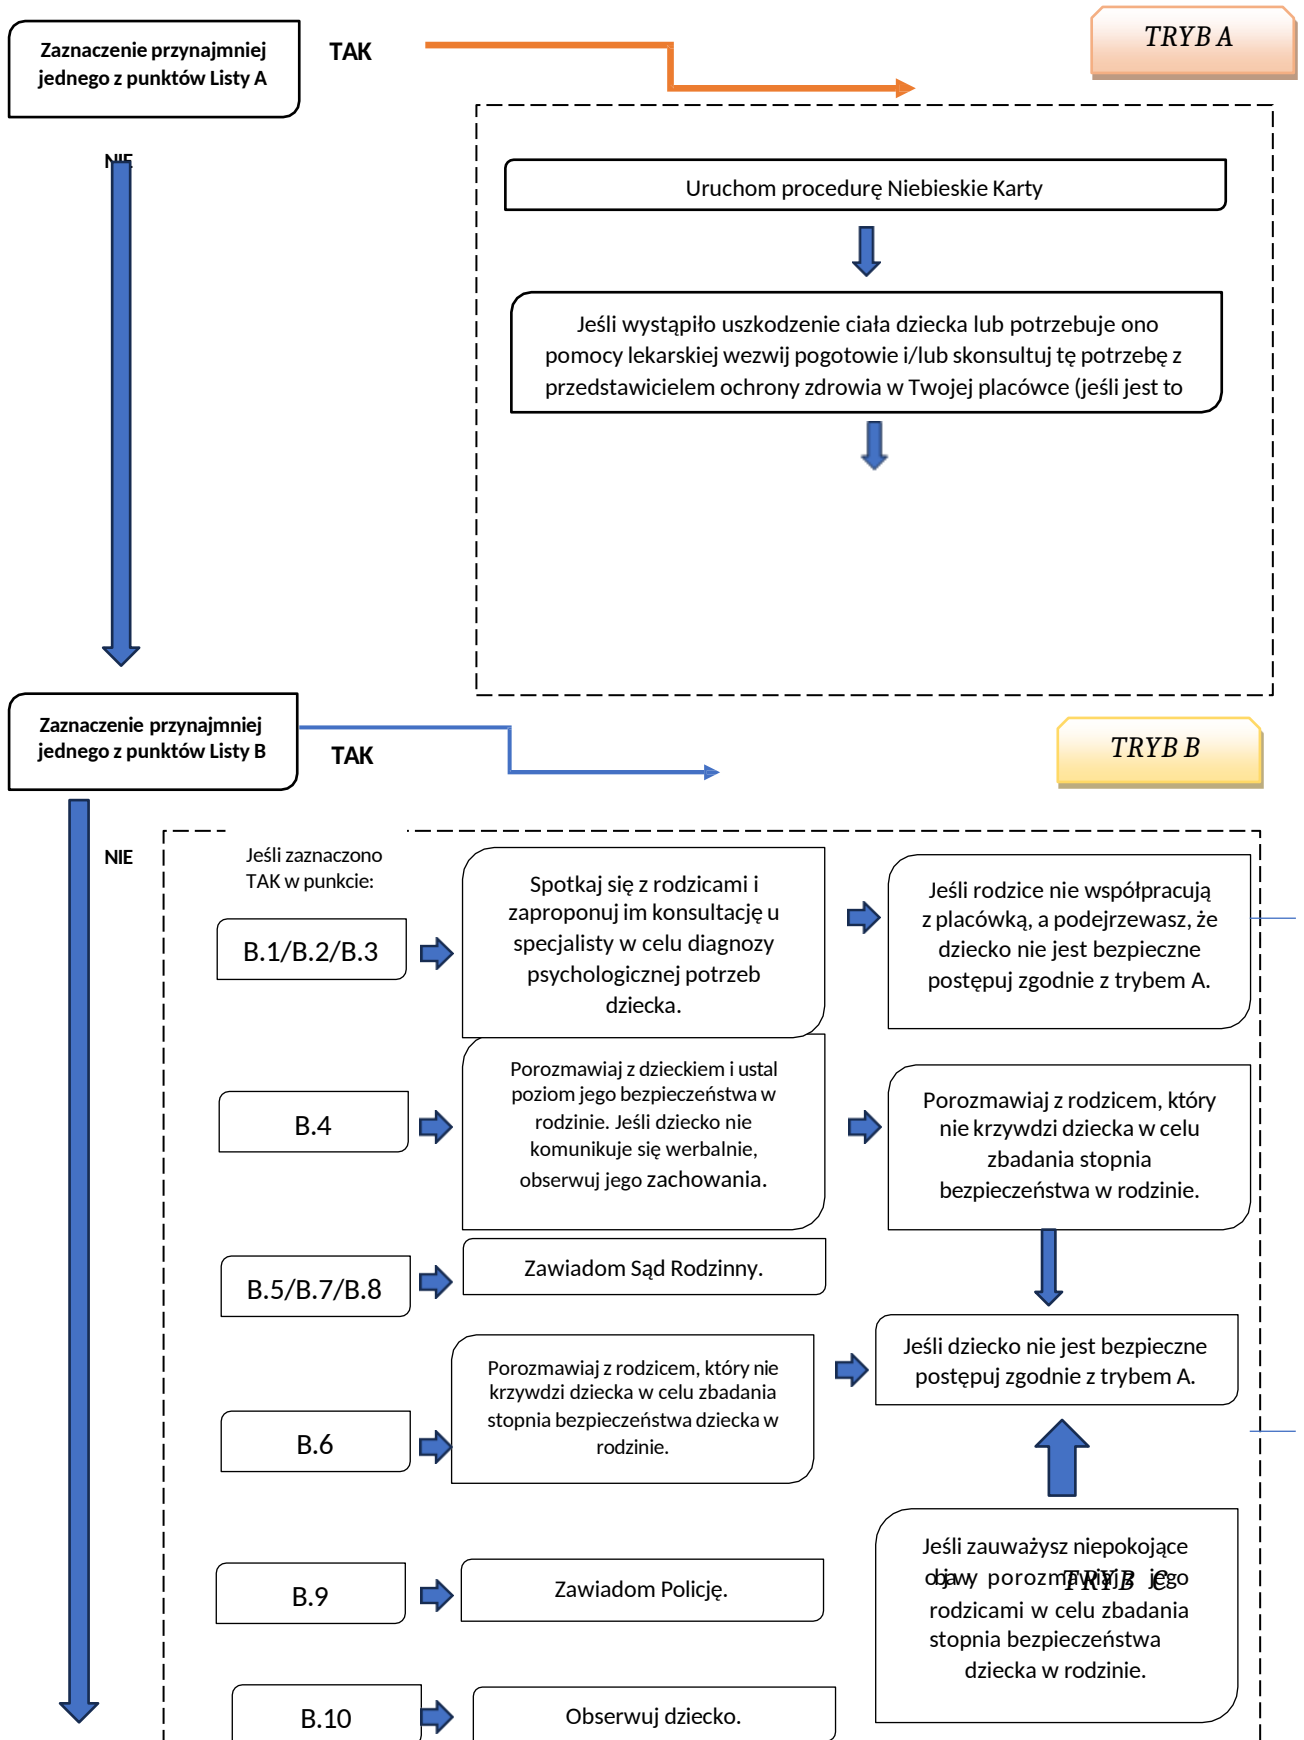 Zaznaczenie przynajmniej
jednego z punktów Listy A
TAK
TRYB A
NIE
Uruchom procedurę Niebieskie Karty
Jeśli wystąpiło uszkodzenie ciała dziecka lub potrzebuje ono
pomocy lekarskiej wezwij pogotowie i/lub skonsultuj tę potrzebę z
przedstawicielem ochrony zdrowia w Twojej placówce (jeśli jest to
Zaznaczenie przynajmniej
jednego z punktów Listy B
TAK
TRYB B
NIE
Jeśli zaznaczono
TAK w punkcie:
B.1/B.2/B.3
Spotkaj się z rodzicami i
zaproponuj im konsultację u
specjalisty w celu diagnozy
psychologicznej potrzeb
dziecka.
Jeśli rodzice nie współpracują
z placówką, a podejrzewasz, że
dziecko nie jest bezpieczne
postępuj zgodnie z trybem A.
B.4
Porozmawiaj z dzieckiem i ustal
poziom jego bezpieczeństwa w
rodzinie. Jeśli dziecko nie
komunikuje się werbalnie,
obserwuj jego zachowania.
Porozmawiaj z rodzicem, który
nie krzywdzi dziecka w celu
zbadania stopnia
bezpieczeństwa w rodzinie.
B.5/B.7/B.8
Zawiadom Sąd Rodzinny.
B.6
Porozmawiaj z rodzicem, który nie
krzywdzi dziecka w celu zbadania
stopnia bezpieczeństwa dziecka w
rodzinie.
Jeśli dziecko nie jest bezpieczne
postępuj zgodnie z trybem A.
B.9
Zawiadom Policję.
Jeśli zauważysz niepokojące
objawy porozmawiaj z jego
rodzicami w celu zbadania
stopnia bezpieczeństwa
dziecka w rodzinie.
TRYB C
B.10
Obserwuj dziecko.